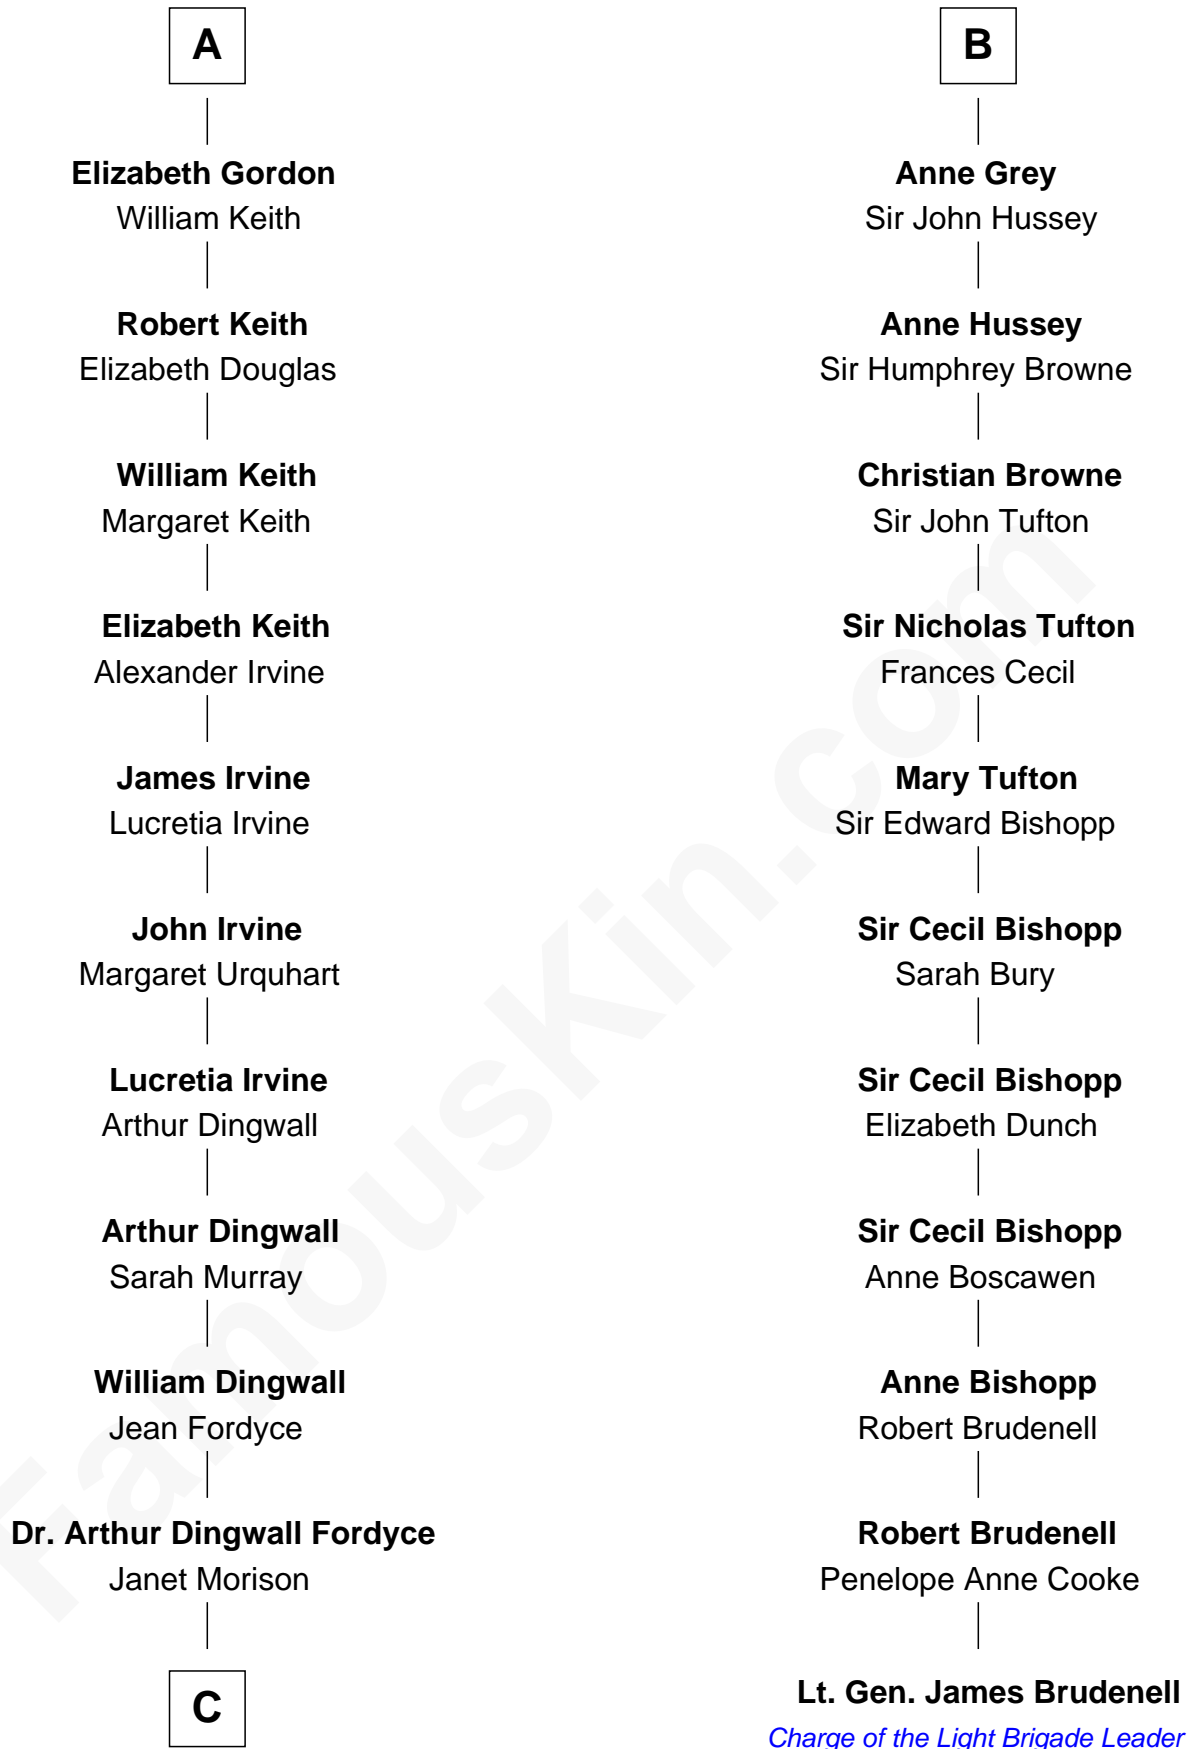 A
Elizabeth Gordon
William Keith
Robert Keith
Elizabeth Douglas
William Keith
Margaret Keith
Elizabeth Keith
Alexander Irvine
James Irvine
Lucretia Irvine
John Irvine
Margaret Urquhart
Lucretia Irvine
Arthur Dingwall
Arthur Dingwall
Sarah Murray
William Dingwall
Jean Fordyce
Dr. Arthur Dingwall Fordyce
Janet Morison
C
B
Anne Grey
Sir John Hussey
Anne Hussey
Sir Humphrey Browne
Christian Browne
Sir John Tufton
Sir Nicholas Tufton
Frances Cecil
Mary Tufton
Sir Edward Bishopp
Sir Cecil Bishopp
Sarah Bury
Sir Cecil Bishopp
Elizabeth Dunch
Sir Cecil Bishopp
Anne Boscawen
Anne Bishopp
Robert Brudenell
Robert Brudenell
Penelope Anne Cooke
Lt. Gen. James Brudenell
Charge of the Light Brigade Leader
FamousKin.com